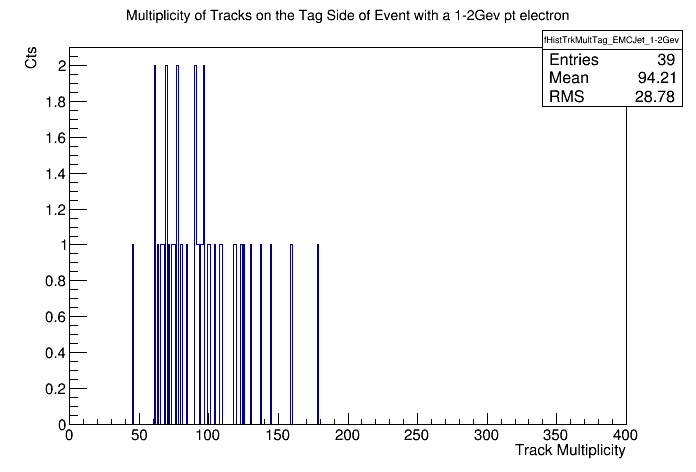 Multiplicity of Tracks on the Tag Side of Event with a 1-2Gev pt electron
fHistTrkMultTag_EMCJet_1-2Gev
Entries 39
Mean 94.21
RMS 28.78
Cts
2
1.8
1.6
1.4
1.2
1
0.8
0.6
0.4
0.2
0
0 50 100 150 200 250 300 350 400
Track Multiplicity